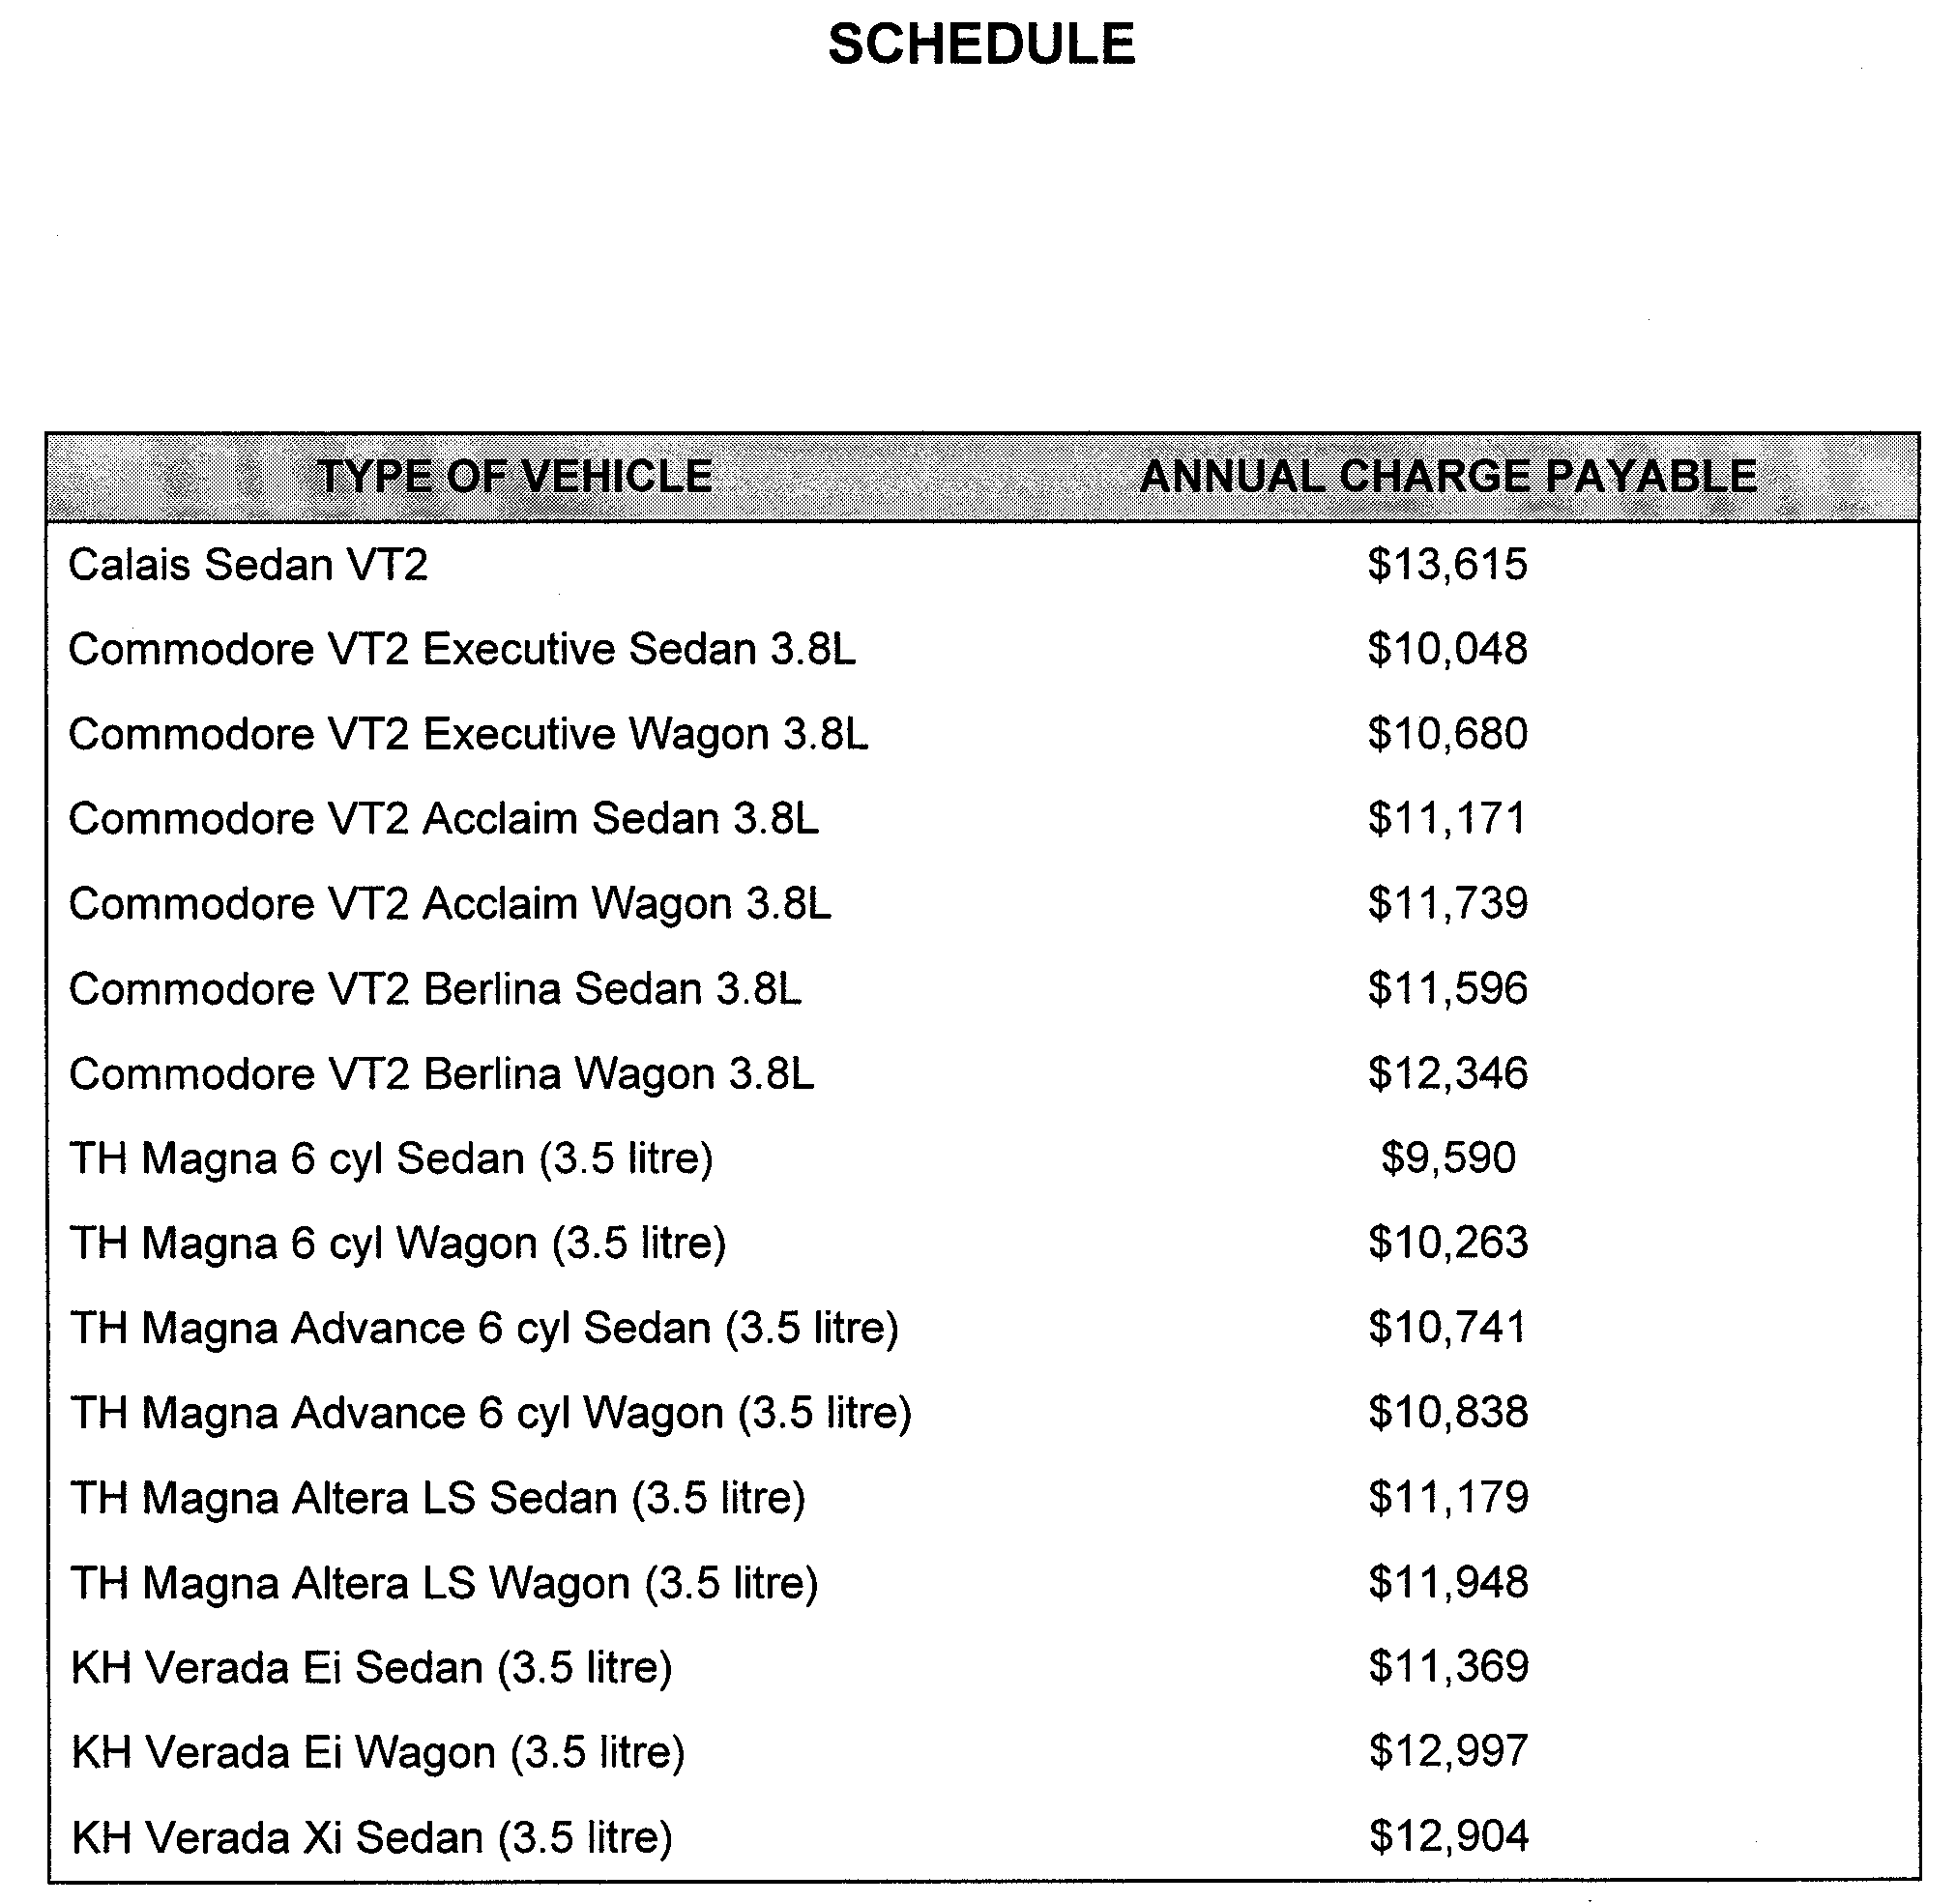 SCHEDULE
TYPE OF VEHICLE ANNUAL CHARGE PAYABLE
Calais Sedan VT2 $13,615
Commodore VT2 Executive Sedan 3.8L $10,048
Commodore VT2 Executive Wagon 3.8L $10,680
Commodore VT2 Acclaim Sedan 3.8L $11,171
Commodore VT2 Acclaim Wagon 3.8L $11,739
Commodore VT2 Berlina Sedan 3.8L $11,596
Commodore VT2 Berlina Wagon 3.8L $12,346
TH Magna 6 cyl Sedan (3.5 litre) $9,590
TH Magna 6 cyl Wagon (3.5 litre) $10,263
TH Magna Advance 6 cyl Sedan (3.5 litre) $10,741
TH Magna Advance 6 cyl Wagon (3.5 litre) $10,838
TH Magna Altera LS Sedan (3.5 litre) $11,179
TH Magna Altera LS Wagon (3.5 litre) $11,948
KH Verada Ei Sedan (3.5 litre) $11,369
KH Verada Ei Wagon (3.5 litre) $12,997
KH Verada Xi Sedan (3.5 litre) $12,904